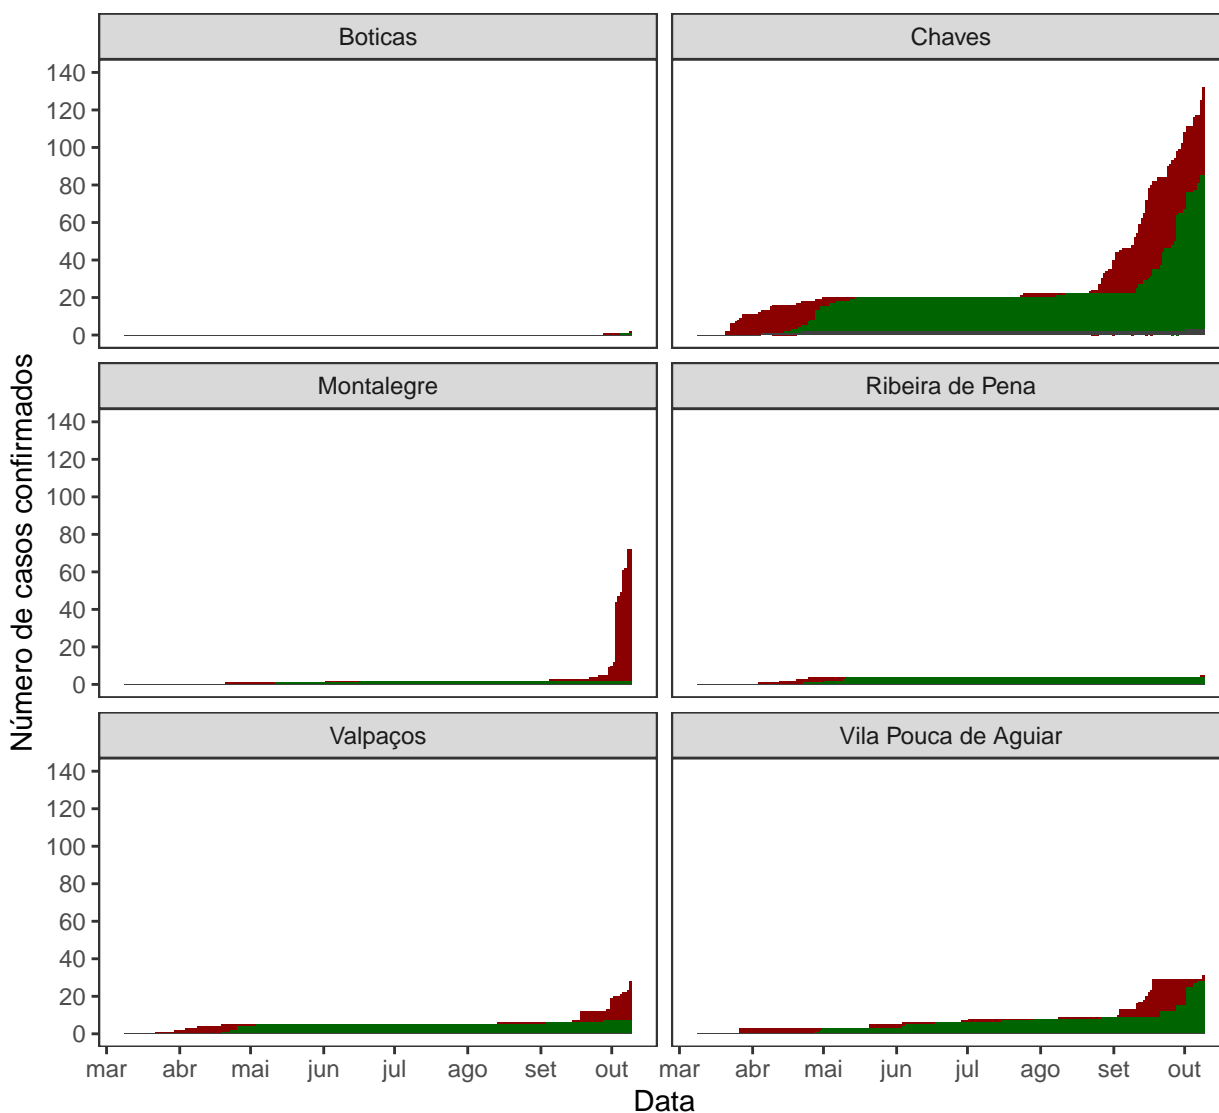 Boticas
Chaves
140
120
100
80
60
40
20
0
Montalegre
Ribeira de Pena
140
120
100
80
60
40
20
0
Valpaços
Vila Pouca de Aguiar
140
120
100
80
60
40
20
0
mar abr mai jun jul ago set out
mar abr mai jun jul ago set out
Data
Número de casos confirmados